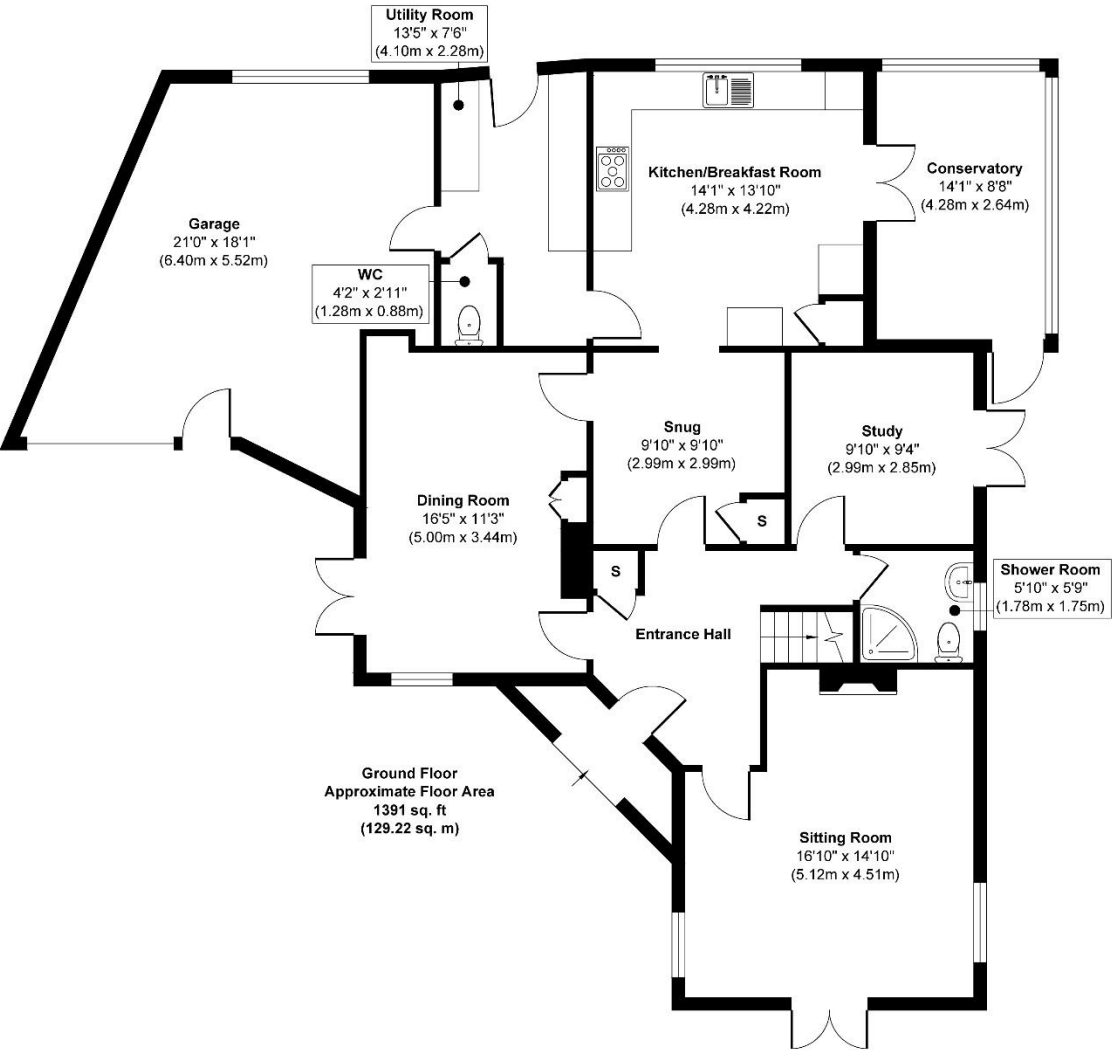 Utility Room
13'5" x 7'6"
(4.10m x 2.28m)
Kitchen/Breakfast Room
14'1" x 13'10"
(4.28m x 4.22m)
Conservatory
14'1" x 8'8"
(4.28m x 2.64m)
Garage
21'0" x 18'1"
(6.40m x 5.52m)
WC
4'2" x 2'11"
(1.28m x 0.88m)
Snug
9'10" x 9'10"
(2.99m x 2.99m)
Study
9'10" x 9'4"
(2.99m x 2.85m)
Dining Room
16'5" x 11'3"
(5.00m x 3.44m)
S
S
Shower Room
5'10" x 5'9"
(1.78m x 1.75m)
Entrance Hall
Ground Floor
Approximate Floor Area
1391 sq. ft
(129.22 sq. m)
Sitting Room
16'10" x 14'10"
(5.12m x 4.51m)